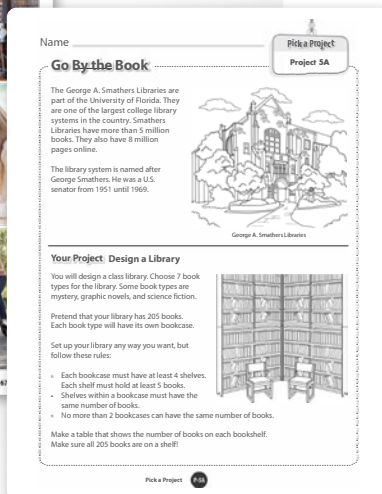 Name
Pick a Project
Project 5A
Go By the Book
The George A. Smathers Libraries are
part of the University of Florida. They
are one of the largest college library
systems in the country. Smathers
Libraries have more than 5 million
books. They also have 8 million
pages online.
The library system is named after
George Smathers. He was a U.S.
senator from 1951 until 1969.
George A. Smathers Libraries
Your Project Design a Library
You will design a class library. Choose 7 book
types for the library. Some book types are
mystery, graphic novels, and science fiction.
Pretend that your library has 205 books.
Each book type will have its own bookcase.
Set up your library any way you want, but
follow these rules:
• Each bookcase must have at least 4 shelves.
Each shelf must hold at least 5 books.
• Shelves within a bookcase must have the
same number of books.
• No more than 2 bookcases can have the same number of books.
Make a table that shows the number of books on each bookshelf.
Make sure all 205 books are on a shelf!
Pick a Project P-5A